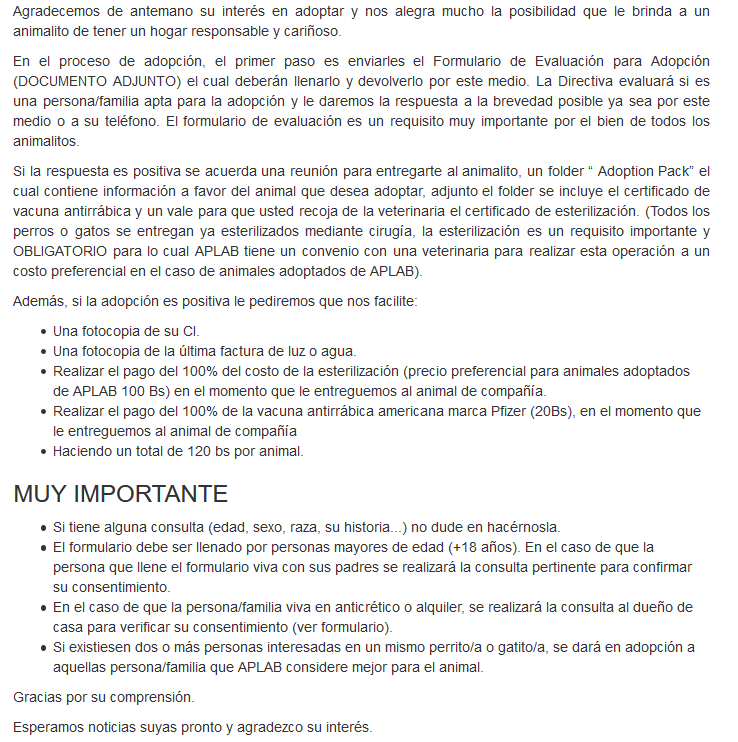 Agradecemos de antemano su interés en adoptar y nos alegra mucho la posibilidad que le brinda a un
animalito de tener un hogar responsable y cariñoso.
En el proceso de adopción, el primer paso es enviarles el Formulario de Evaluación para Adopción
(DOCUMENTO ADJUNTO) el cual deberán llenarlo y devolverlo por este medio. La Directiva evaluará si es
una persona/familia apta para la adopción y le daremos la respuesta a la brevedad posible ya sea por este
medio o a su teléfono. El formulario de evaluación es un requisito muy importante por el bien de todos los
animalitos.
Si la respuesta es positiva se acuerda una reunión para entregarte al animalito, un folder “ Adoption Pack” el
cual contiene información a favor del animal que desea adoptar, adjunto el folder se incluye el certificado de
vacuna antirrábica y un vale para que usted recoja de la veterinaria el certificado de esterilización. (Todos los
perros o gatos se entregan ya esterilizados mediante cirugía, la esterilización es un requisito importante y
OBLIGATORIO para lo cual APLAB tiene un convenio con una veterinaria para realizar esta operación a un
costo preferencial en el caso de animales adoptados de APLAB).
Además, si la adopción es positiva le pediremos que nos facilite:
• Una fotocopia de su CI.
• Una fotocopia de la última factura de luz o agua.
• Realizar el pago del 100% del costo de la esterilización (precio preferencial para animales adoptados
de APLAB 100 Bs) en el momento que le entreguemos al animal de compañía.
• Realizar el pago del 100% de la vacuna antirrábica americana marca Pfizer (20Bs), en el momento que
le entreguemos al animal de compañía
• Haciendo un total de 120 bs por animal.
MUY IMPORTANTE
• Si tiene alguna consulta (edad, sexo, raza, su historia...) no dude en hacérnosla.
• El formulario debe ser llenado por personas mayores de edad (+18 años). En el caso de que la
persona que llene el formulario viva con sus padres se realizará la consulta pertinente para confirmar
su consentimiento.
• En el caso de que la persona/familia viva en anticrético o alquiler, se realizará la consulta al dueño de
casa para verificar su consentimiento (ver formulario).
• Si existiesen dos o más personas interesadas en un mismo perrito/a o gatito/a, se dará en adopción a
aquellas persona/familia que APLAB considere mejor para el animal.
Gracias por su comprensión.
Esperamos noticias suyas pronto y agradezco su interés.